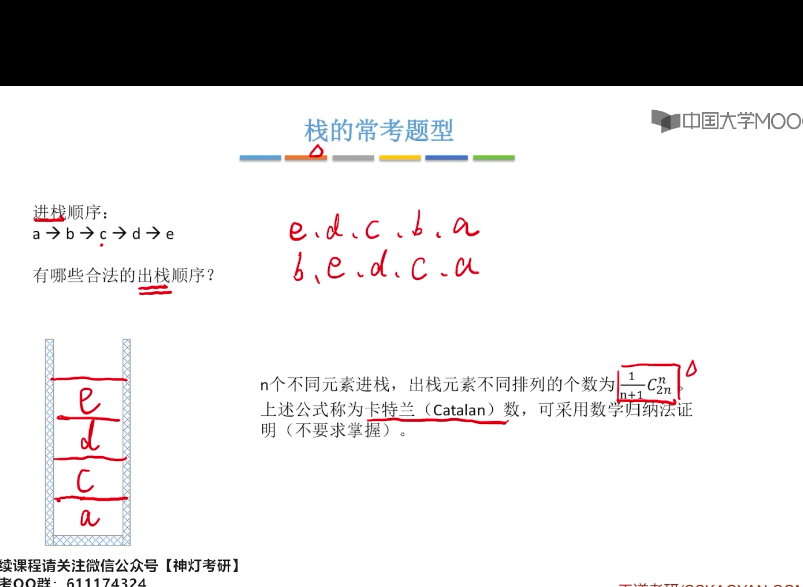 栈的常考题型
中国大学MOO
进栈顺序：
a → b → c → d → e
有哪些合法的出栈顺序？
e、d、c、b、a
b、e、d、c、a
e
d
c
a
n个不同元素进栈，出栈元素不同排列的个数为 \frac{1}{n+1}C_{2n}^{n}。
上述公式称为卡特兰（Catalan）数，可采用数学归纳法证
明（不要求掌握）。
续课程请关注微信公众号【神灯考研】
考QQ群：611174324